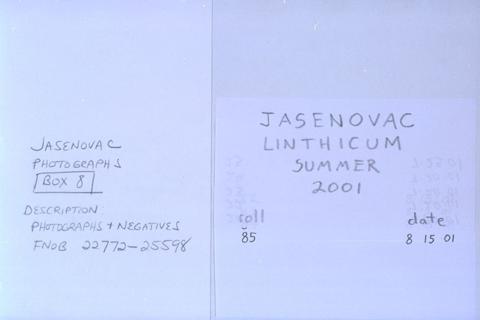 JASENOVAC
PHOTOGRAPHS
BOX 8
DESCRIPTION:
PHOTOGRAPHS + NEGATIVES
FNOB 22772-25598
JASENOVAC
LINTHICUM
SUMMER
2001
roll date
85 8 15 01